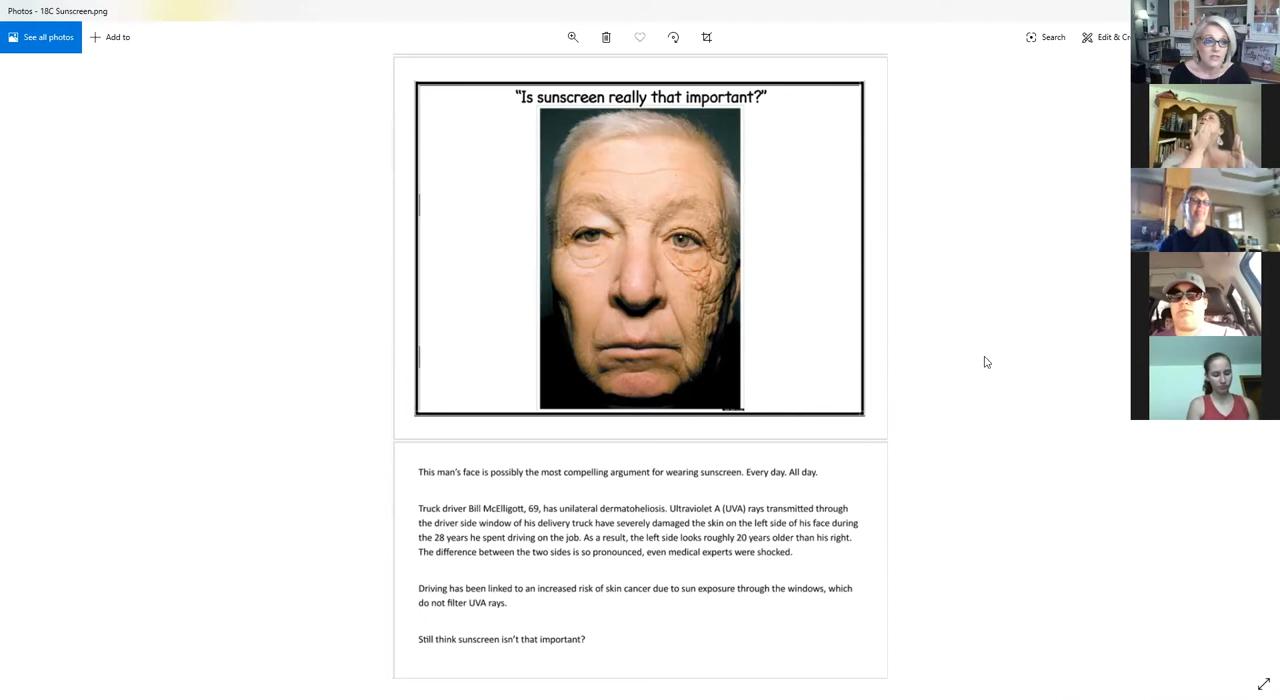 Photos - 18C Sunscreen.png
See all photos
Add to
Search
Edit & Cr
"Is sunscreen really that important?"
This man's face is possibly the most compelling argument for wearing sunscreen. Every day. All day.
Truck driver Bill McElligott, 69, has unilateral dermatoheliosis. Ultraviolet A (UVA) rays transmitted through
the driver side window of his delivery truck have severely damaged the skin on the left side of his face during
the 28 years he spent driving on the job. As a result, the left side looks roughly 20 years older than his right.
The difference between the two sides is so pronounced, even medical experts were shocked.
Driving has been linked to an increased risk of skin cancer due to sun exposure through the windows, which
do not filter UVA rays.
Still think sunscreen isn't that important?